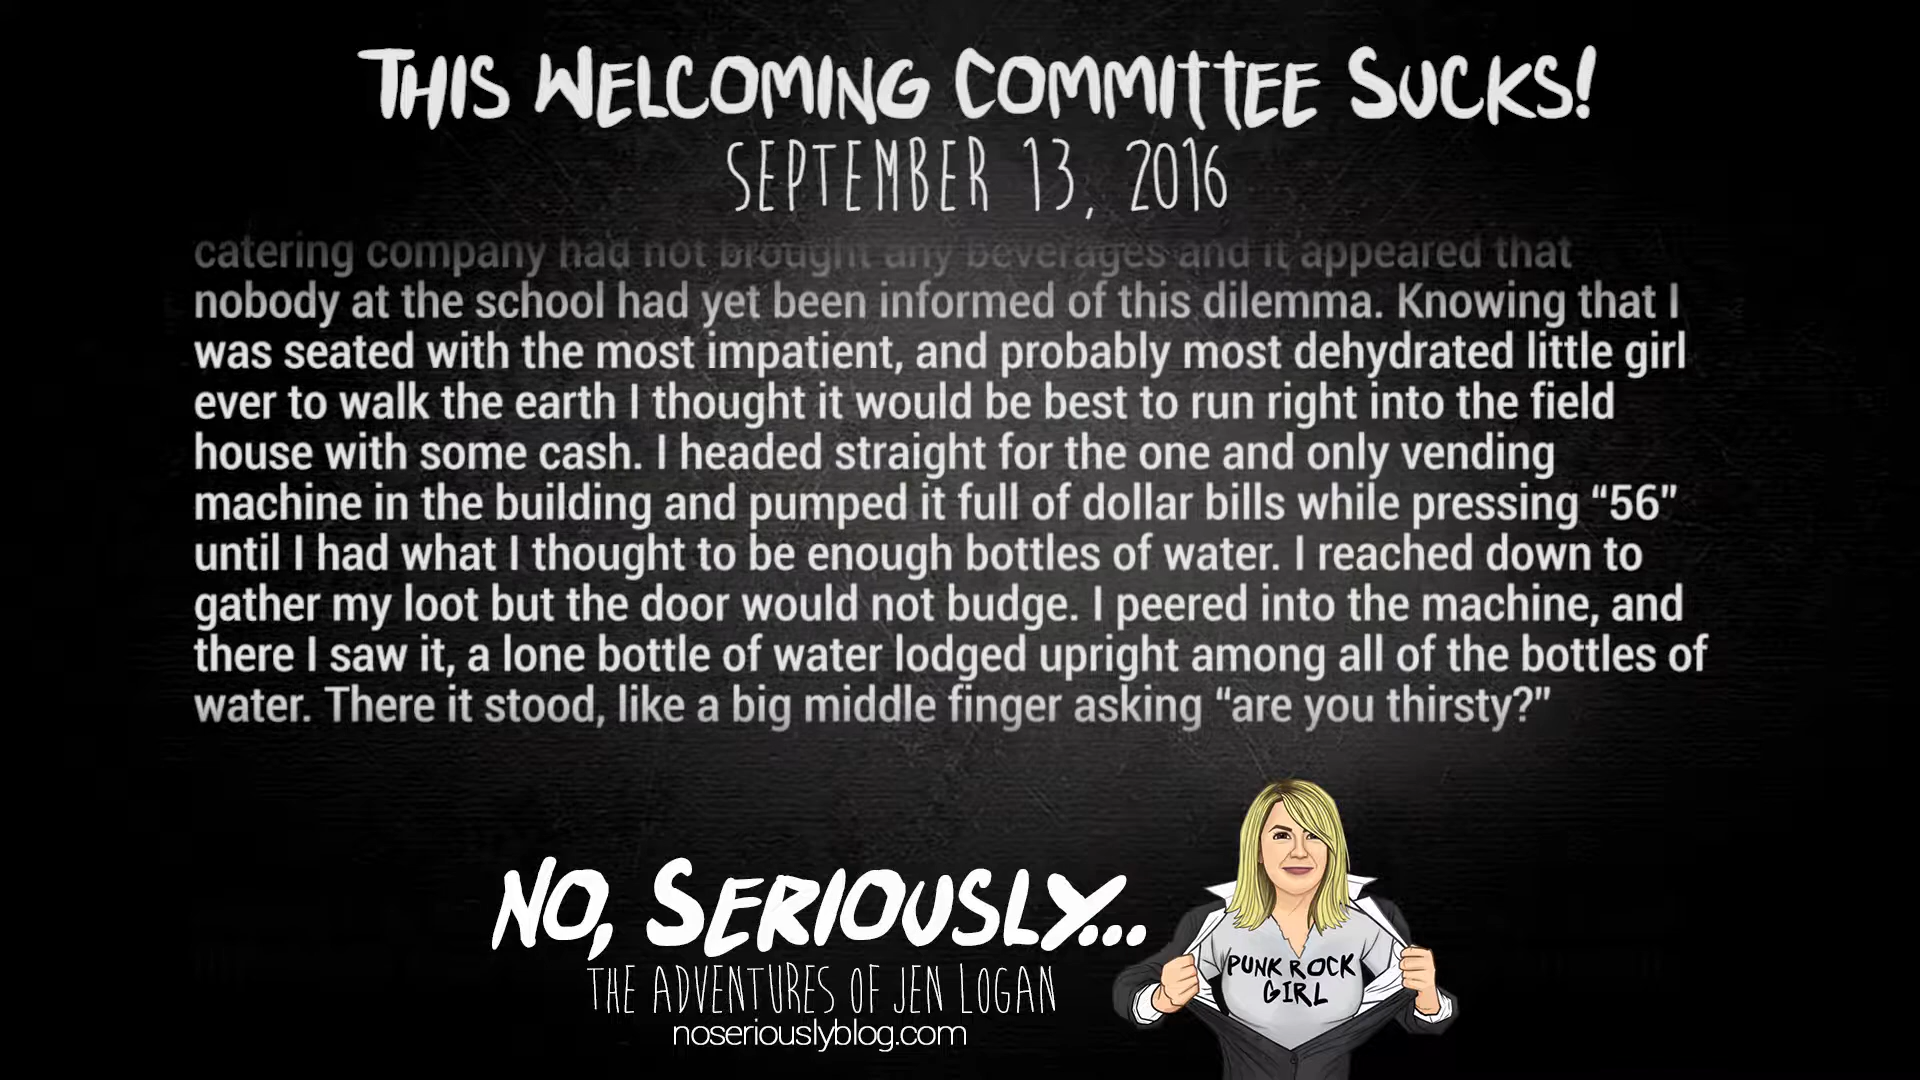 THIS WELCOMING COMMITTEE SUCKS!
SEPTEMBER 13, 2016
catering company had not brought any beverages and it appeared that
nobody at the school had yet been informed of this dilemma. Knowing that I
was seated with the most impatient, and probably most dehydrated little girl
ever to walk the earth I thought it would be best to run right into the field
house with some cash. I headed straight for the one and only vending
machine in the building and pumped it full of dollar bills while pressing “56”
until I had what I thought to be enough bottles of water. I reached down to
gather my loot but the door would not budge. I peered into the machine, and
there I saw it, a lone bottle of water lodged upright among all of the bottles of
water. There it stood, like a big middle finger asking “are you thirsty?”
NO, SERIOUSLY...
THE ADVENTURES OF JEN LOGAN
noseriouslyblog.com
PUNK ROCK
GIRL